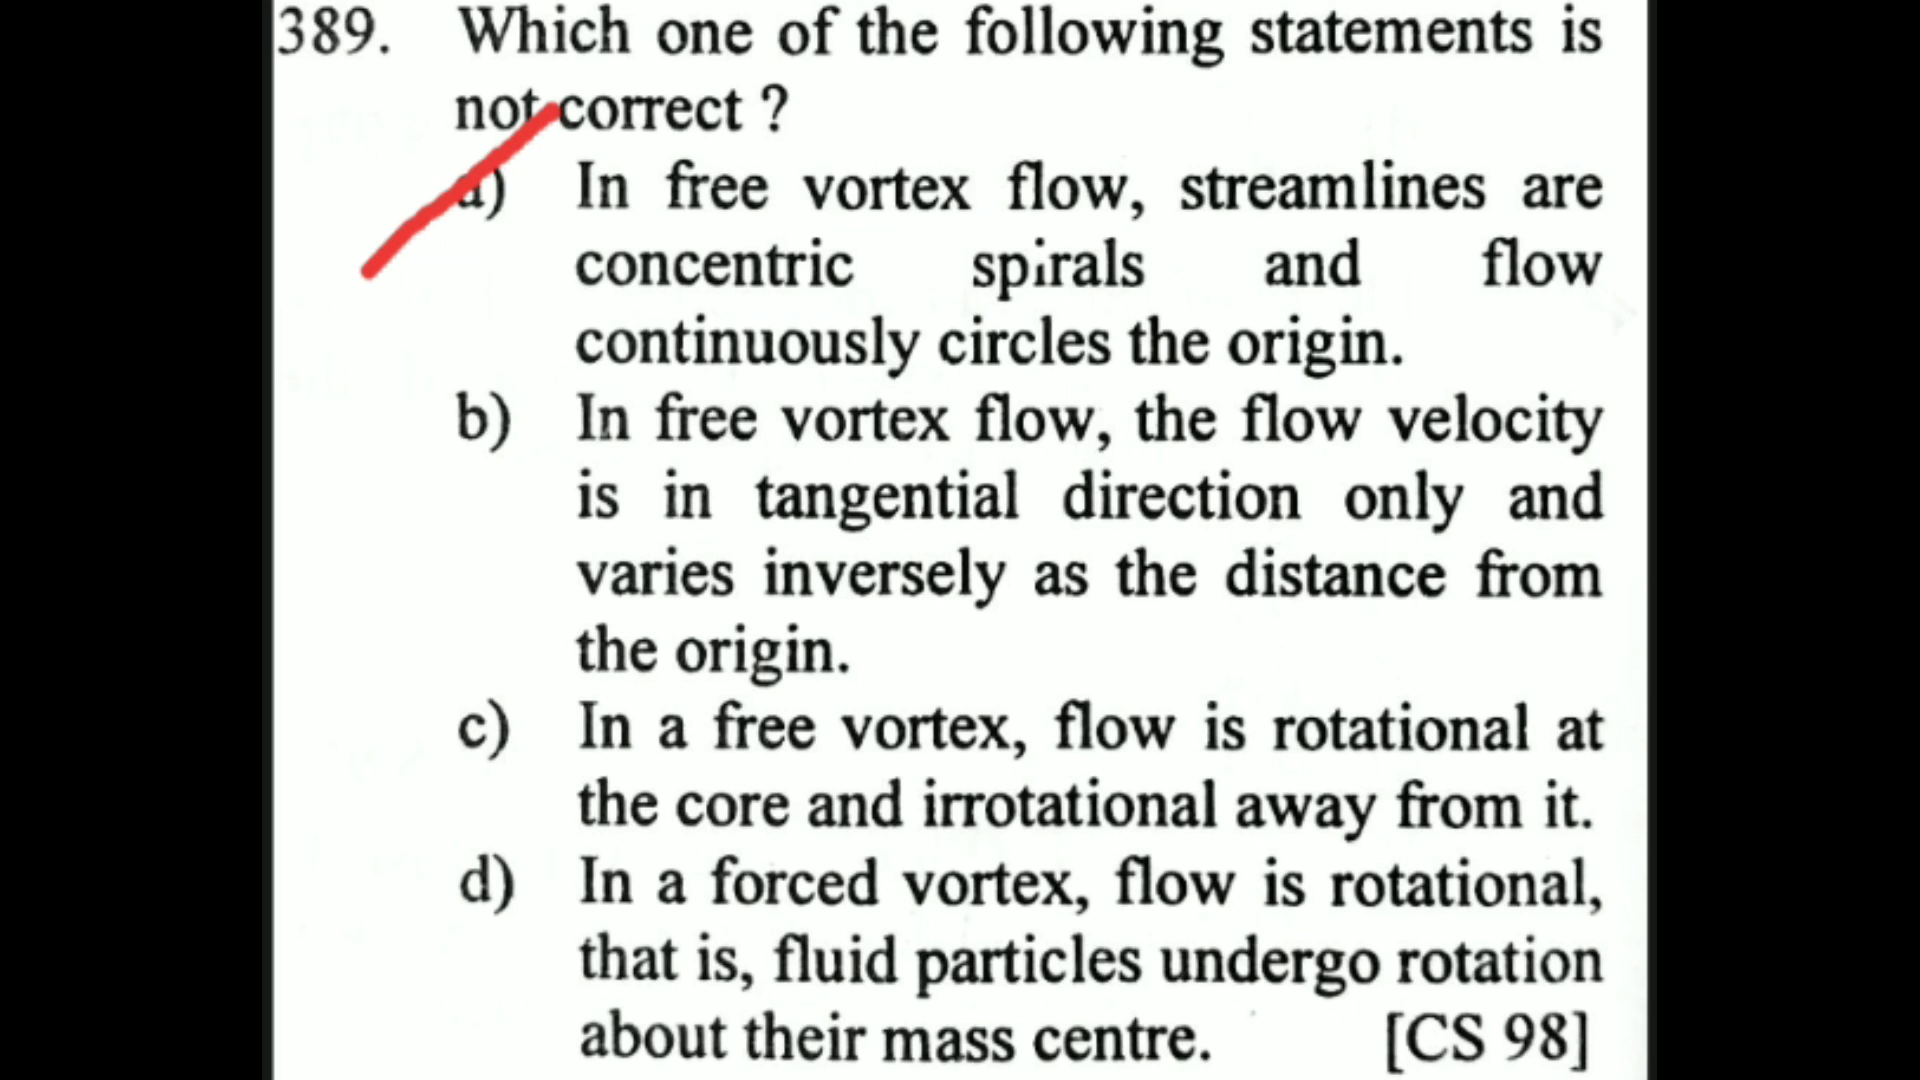 389. Which one of the following statements is
not correct ?
a) In free vortex flow, streamlines are
concentric spirals and flow
continuously circles the origin.
b) In free vortex flow, the flow velocity
is in tangential direction only and
varies inversely as the distance from
the origin.
c) In a free vortex, flow is rotational at
the core and irrotational away from it.
d) In a forced vortex, flow is rotational,
that is, fluid particles undergo rotation
about their mass centre. [CS 98]